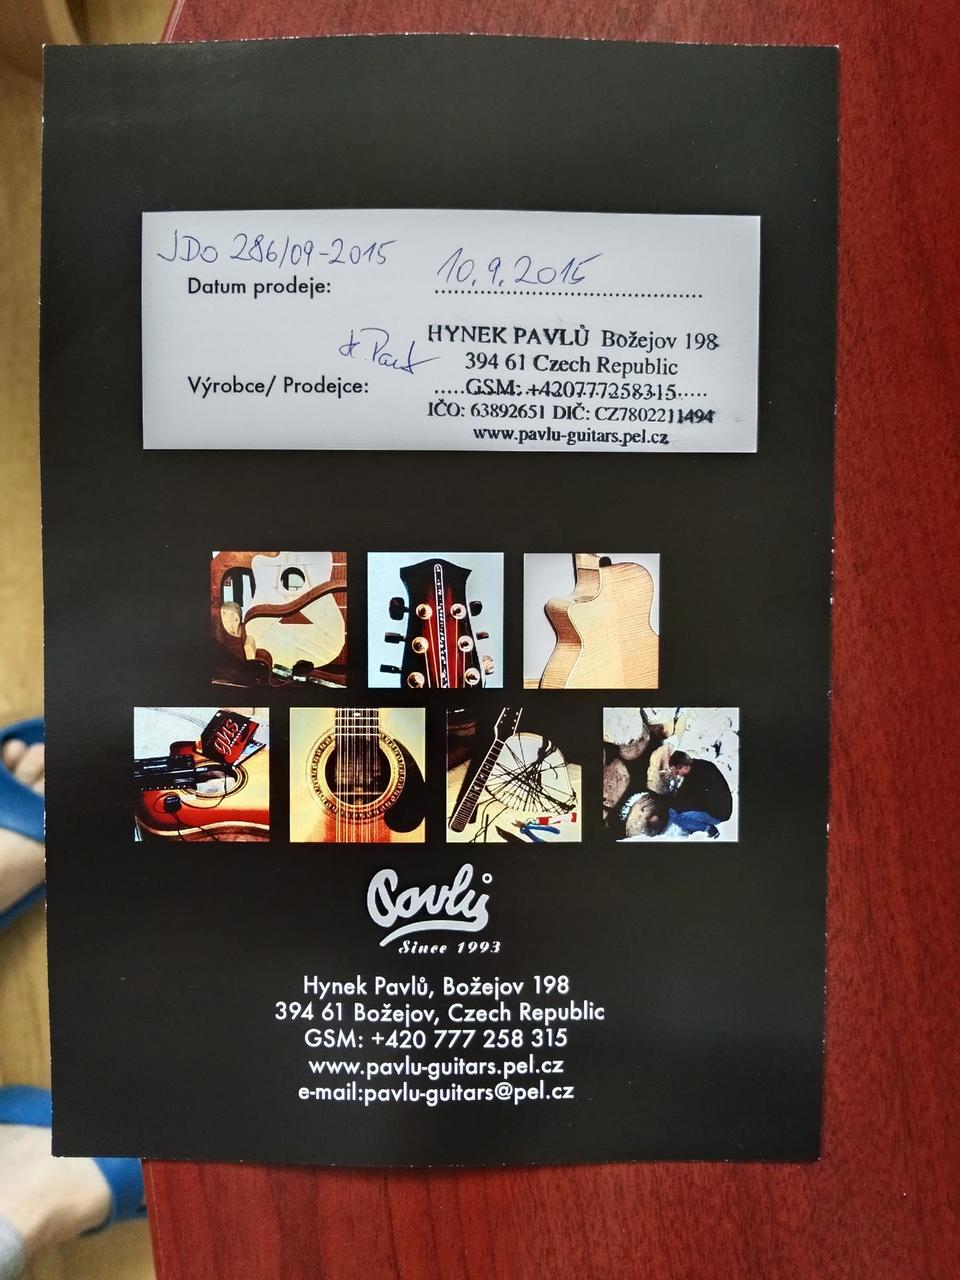 JDo 286/09-2015
Datum prodeje: 10.9.2015
HYNEK PAVLŮ Božejov 198
394 61 Czech Republic
Výrobce/ Prodejce: GSM: +420777258315
IČO: 63892651 DIČ: CZ7802211494
www.pavlu-guitars.pel.cz
GHS
Pavlů
Since 1993
Hynek Pavlů, Božejov 198
394 61 Božejov, Czech Republic
GSM: +420 777 258 315
www.pavlu-guitars.pel.cz
e-mail:pavlu-guitars@pel.cz